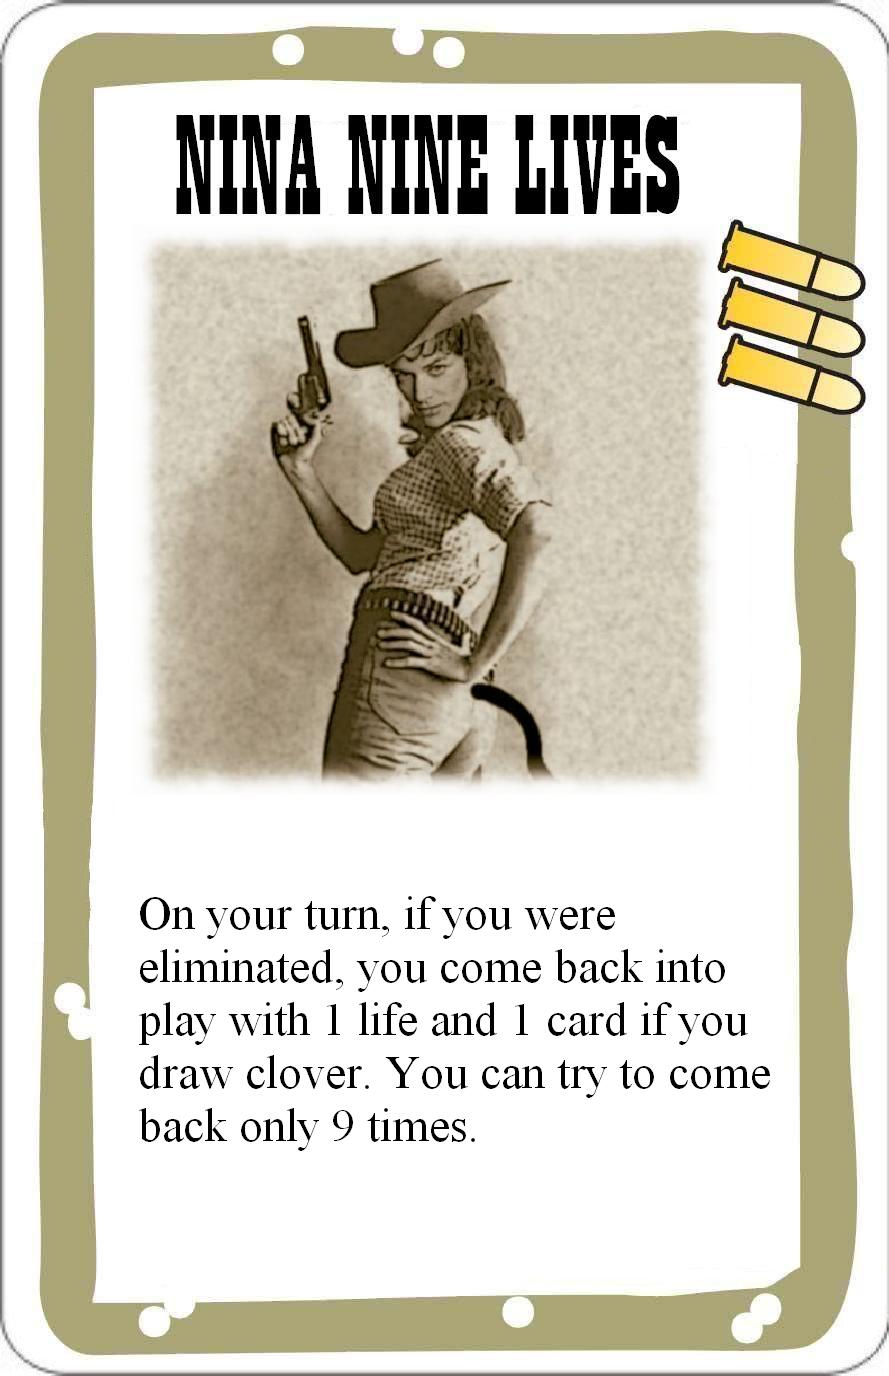 NINA NINE LIVES
On your turn, if you were
eliminated, you come back into
play with 1 life and 1 card if you
draw clover. You can try to come
back only 9 times.